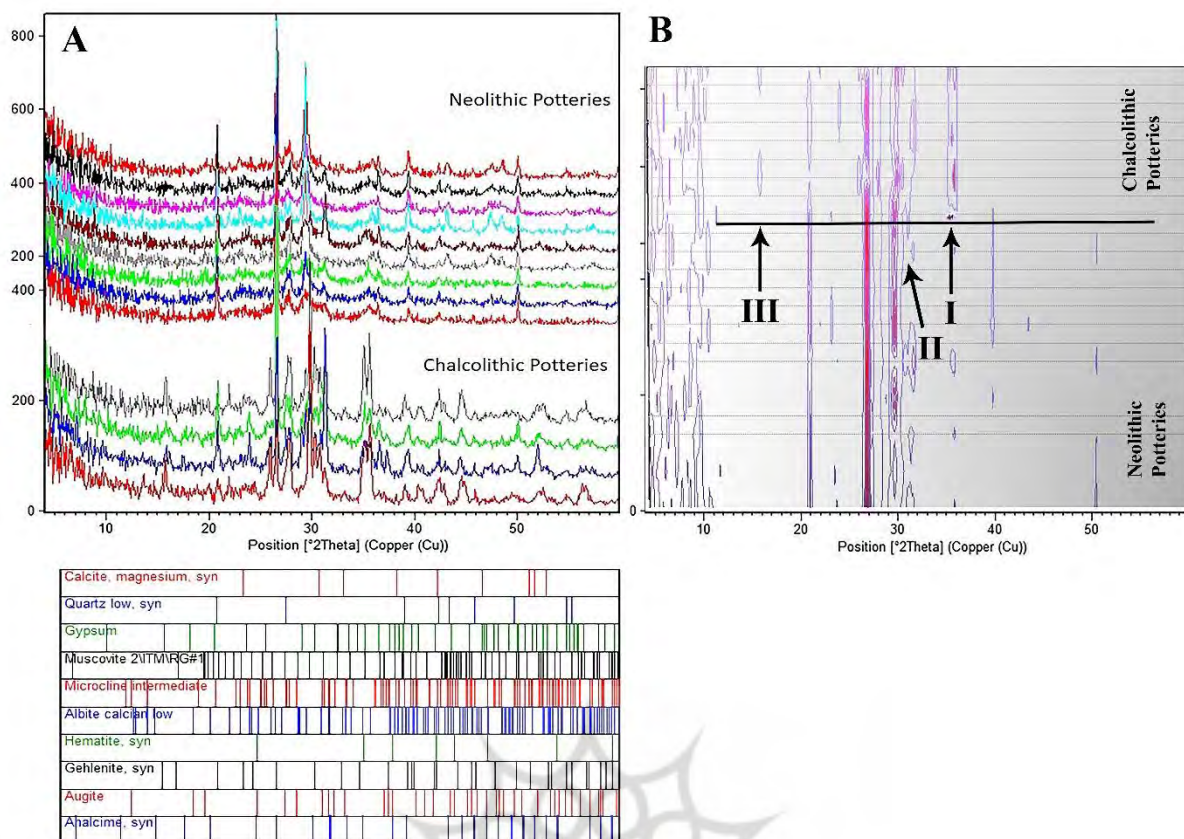 A
800
600
400
200
400
200
0
Neolithic Potteries
Chalcolithic Potteries
10
20
30
40
50
Position [°2Theta] (Copper (Cu))
B
Chalcolithic
Potteries
Neolithic
Potteries
III
II
I
0
10
20
30
40
50
Position [°2Theta] (Copper (Cu))
Calcite, magnesium, syn
Quartz low, syn
Gypsum
Muscovite 2\ITM\RG#1
Microcline intermediate
Albite calcian low
Hematite, syn
Gehlenite, syn
Augite
Ahalcime, syn